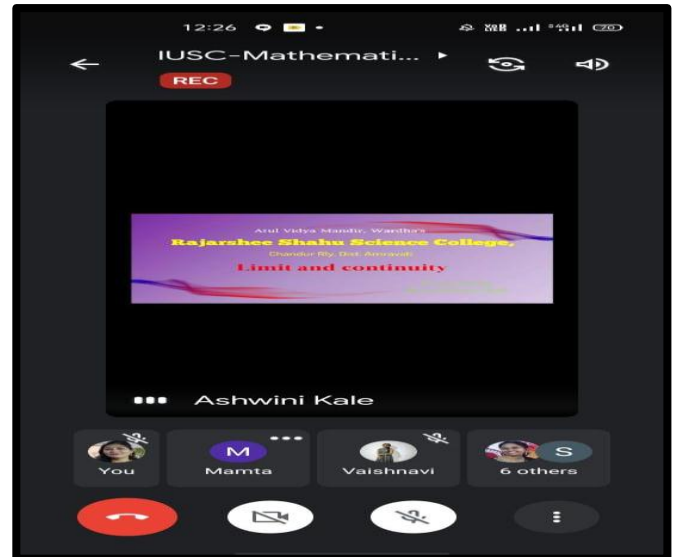 12:26
IUSC-Mathemati...
REC
Arul Vidya Mandir, Wardha's
Rajarshee Shahu Science College,
Chandur Rly, Dist. Amravati
Limit and continuity
Ashwini Kale
M
S
You
Mamta
Vaishnavi
6 others